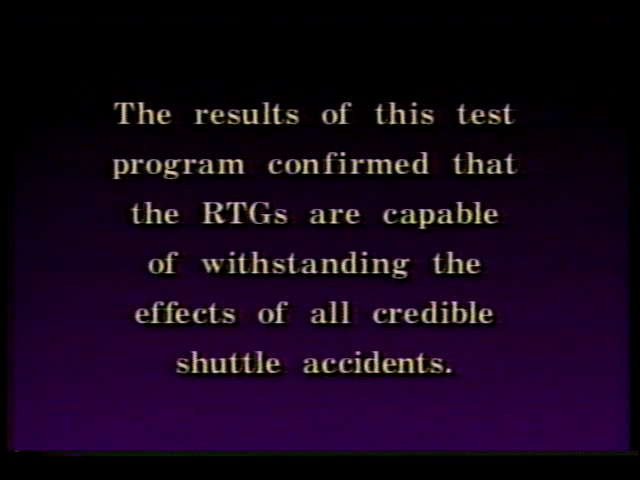 The results of this test
program confirmed that
the RTGs are capable
of withstanding the
effects of all credible
shuttle accidents.